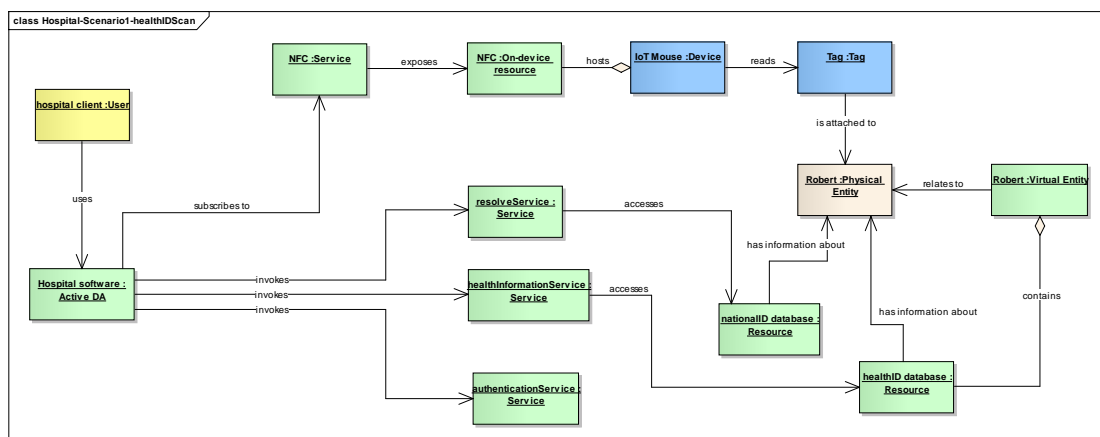 class Hospital-Scenario1-healthIDScan
NFC :Service
exposes
NFC :On-device
resource
hosts
IoT Mouse :Device
reads
Tag :Tag
hospital client :User
is attached to
uses
subscribes to
resolveService :
Service
accesses
Robert :Physical
Entity
relates to
Robert :Virtual Entity
has information about
Hospital software :
Active DA
invokes
invokes
invokes
healthInformationService :
Service
accesses
nationalID database :
Resource
has information about
contains
healthID database :
Resource
authenticationService :
Service